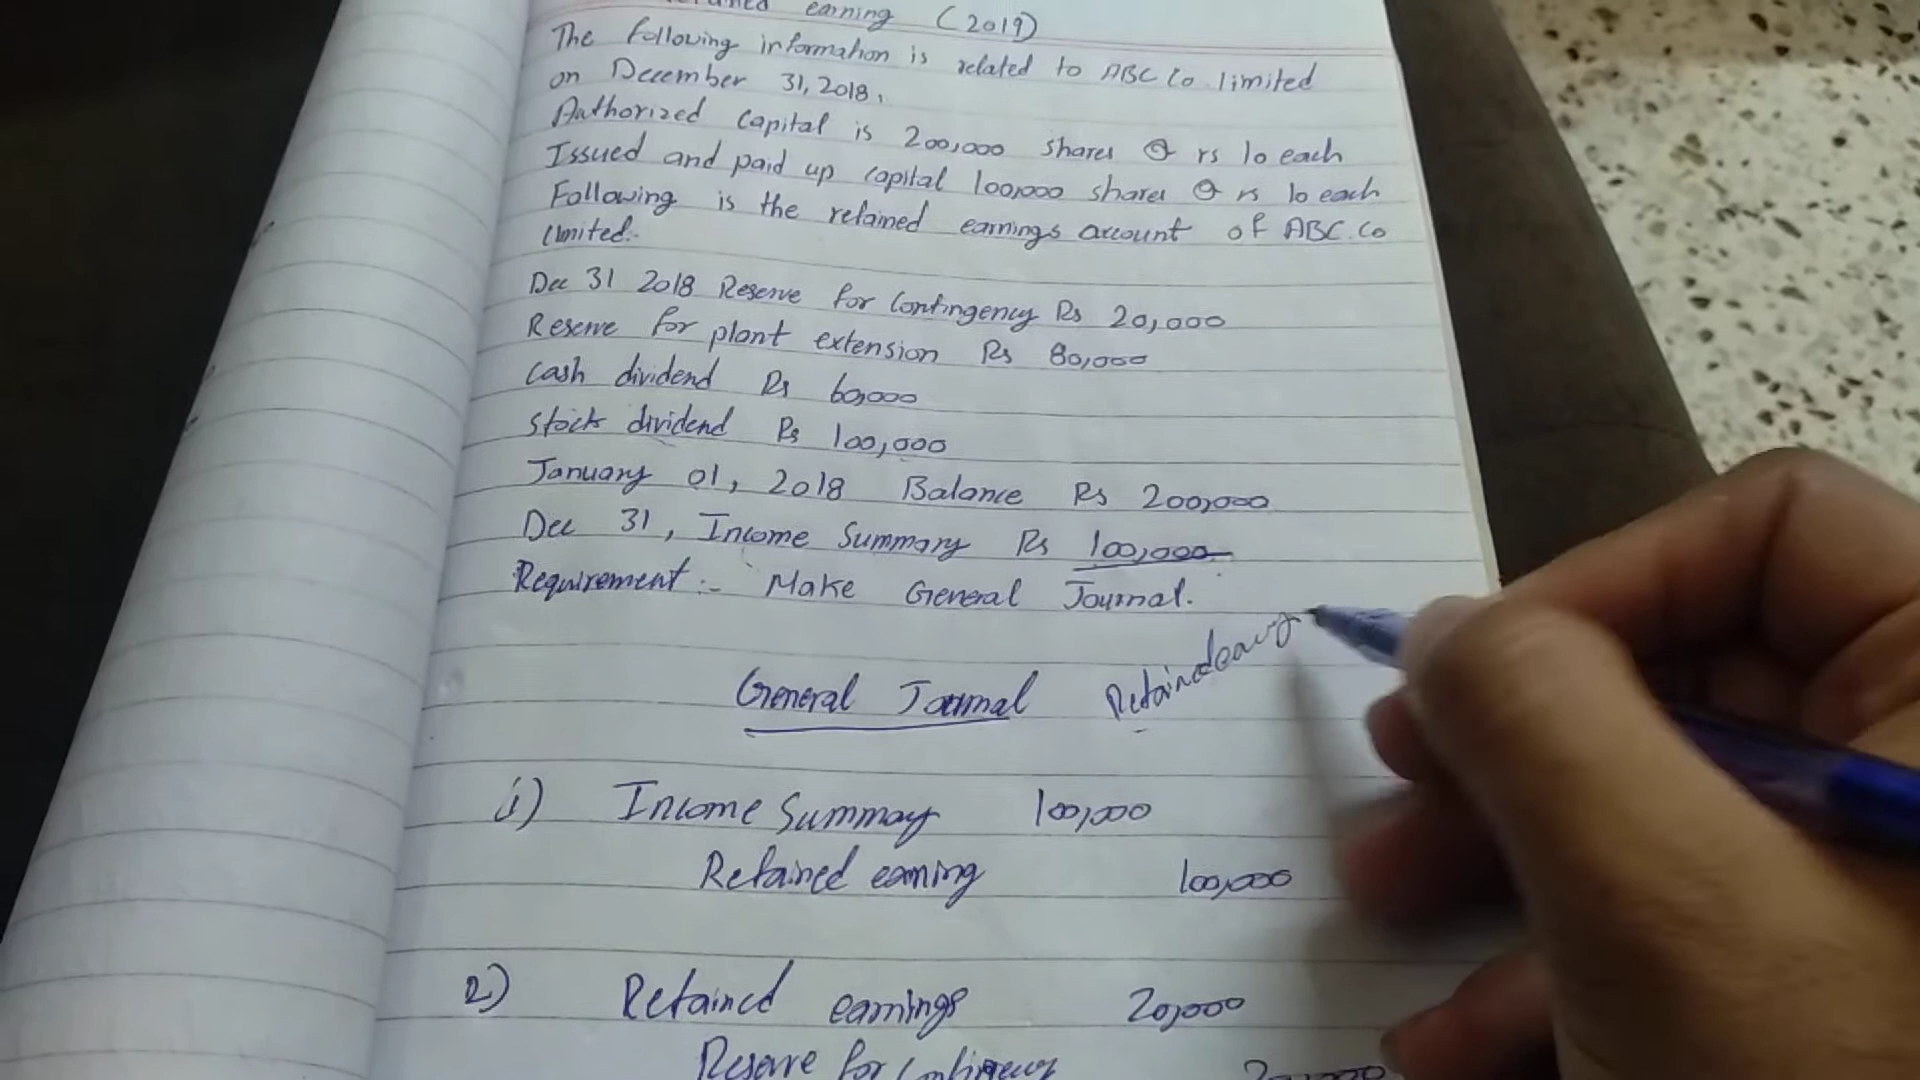 earning (2019)
The following information is related to ABC Co. limited
on December 31, 2018,
Authorized Capital is 200,000 shares @ rs 10 each
Issued and paid up capital 100,000 shares @ rs 10 each
Following is the retained earnings account of ABC. Co
limited:-
Dec 31 2018 Reserve for Contingency Rs 20,000
Reserve for plant extension Rs 80,000
Cash dividend Rs 60,000
Stock dividend Rs 100,000
January 01, 2018 Balance Rs 200,000
Dec 31, Income Summary Rs 100,000
Requirement:- Make General Journal.
General Journal
1) Income Summary 100,000
Retained earning 100,000
2) Retained earnings 20,000
Reserve for